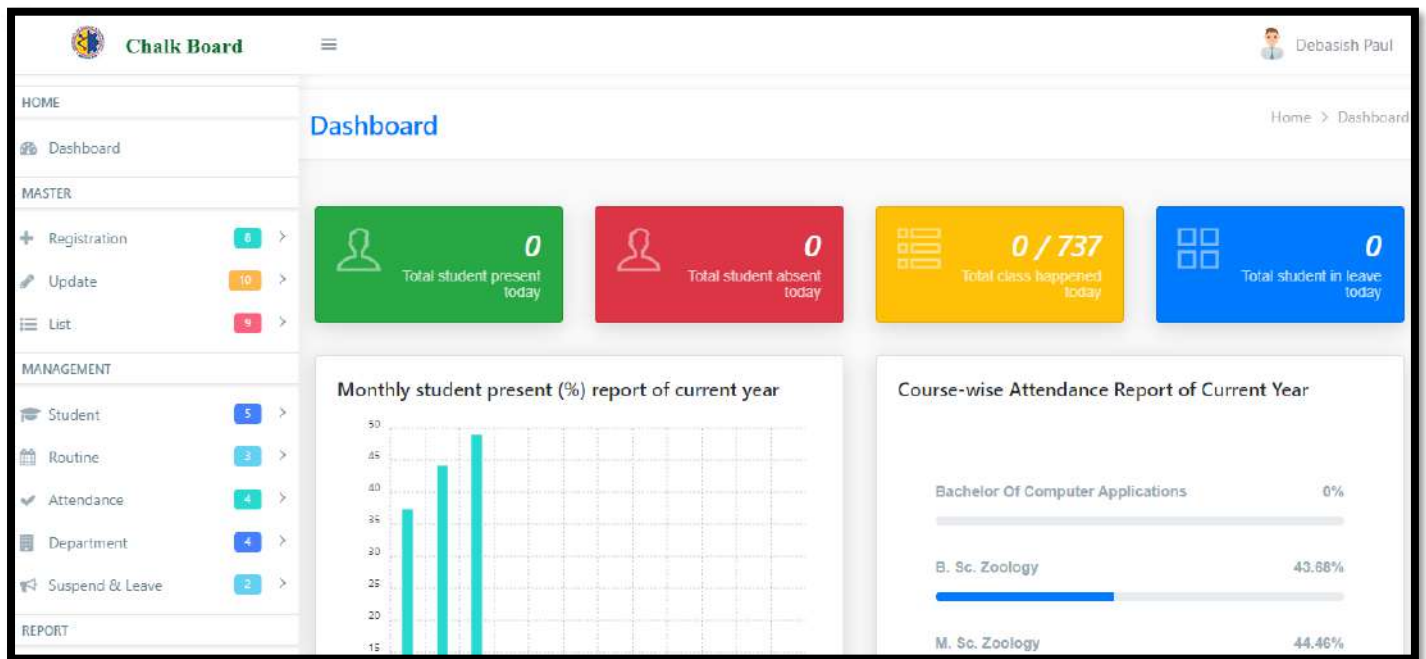 Chalk Board
Debasish Paul
HOME
Dashboard
MASTER
Registration 8
Update 10
List 9
MANAGEMENT
Student 5
Routine 3
Attendance 4
Department 4
Suspend & Leave 2
REPORT
Dashboard
Home > Dashboard
0
Total student present
today
0
Total student absent
today
0 / 737
Total class happened
today
0
Total student in leave
today
Monthly student present (%) report of current year
50
45
40
35
30
25
20
15
Course-wise Attendance Report of Current Year
Bachelor Of Computer Applications 0%
B. Sc. Zoology 43.68%
M. Sc. Zoology 44.46%